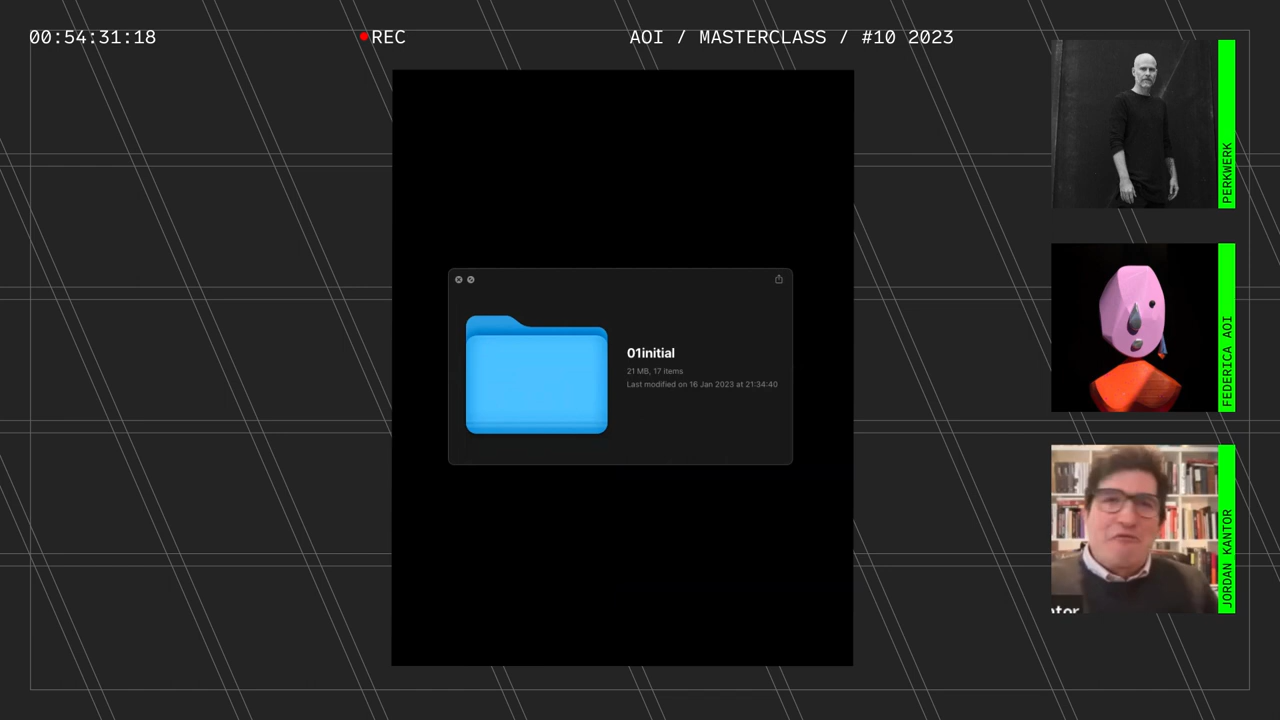 00:54:31:18
REC
AOI / MASTERCLASS / #10 2023
PERKWERK
01initial
21 MB, 17 items
Last modified on 16 Jan 2023 at 21:34:40
FEDERICA AOI
JORDAN KANTOR
ntor